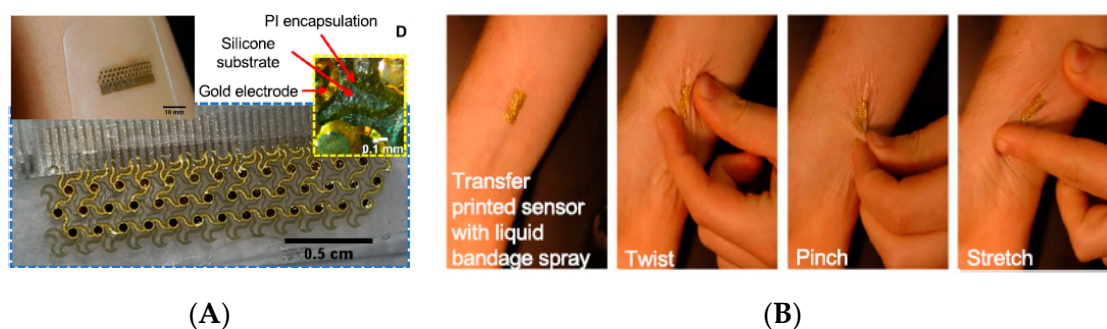 PI encapsulation
D
Silicone
substrate
Gold electrode
10 mm
0.1 mm
0.5 cm
Transfer
printed sensor
with liquid
bandage spray
Twist
Pinch
Stretch
(A)
(B)